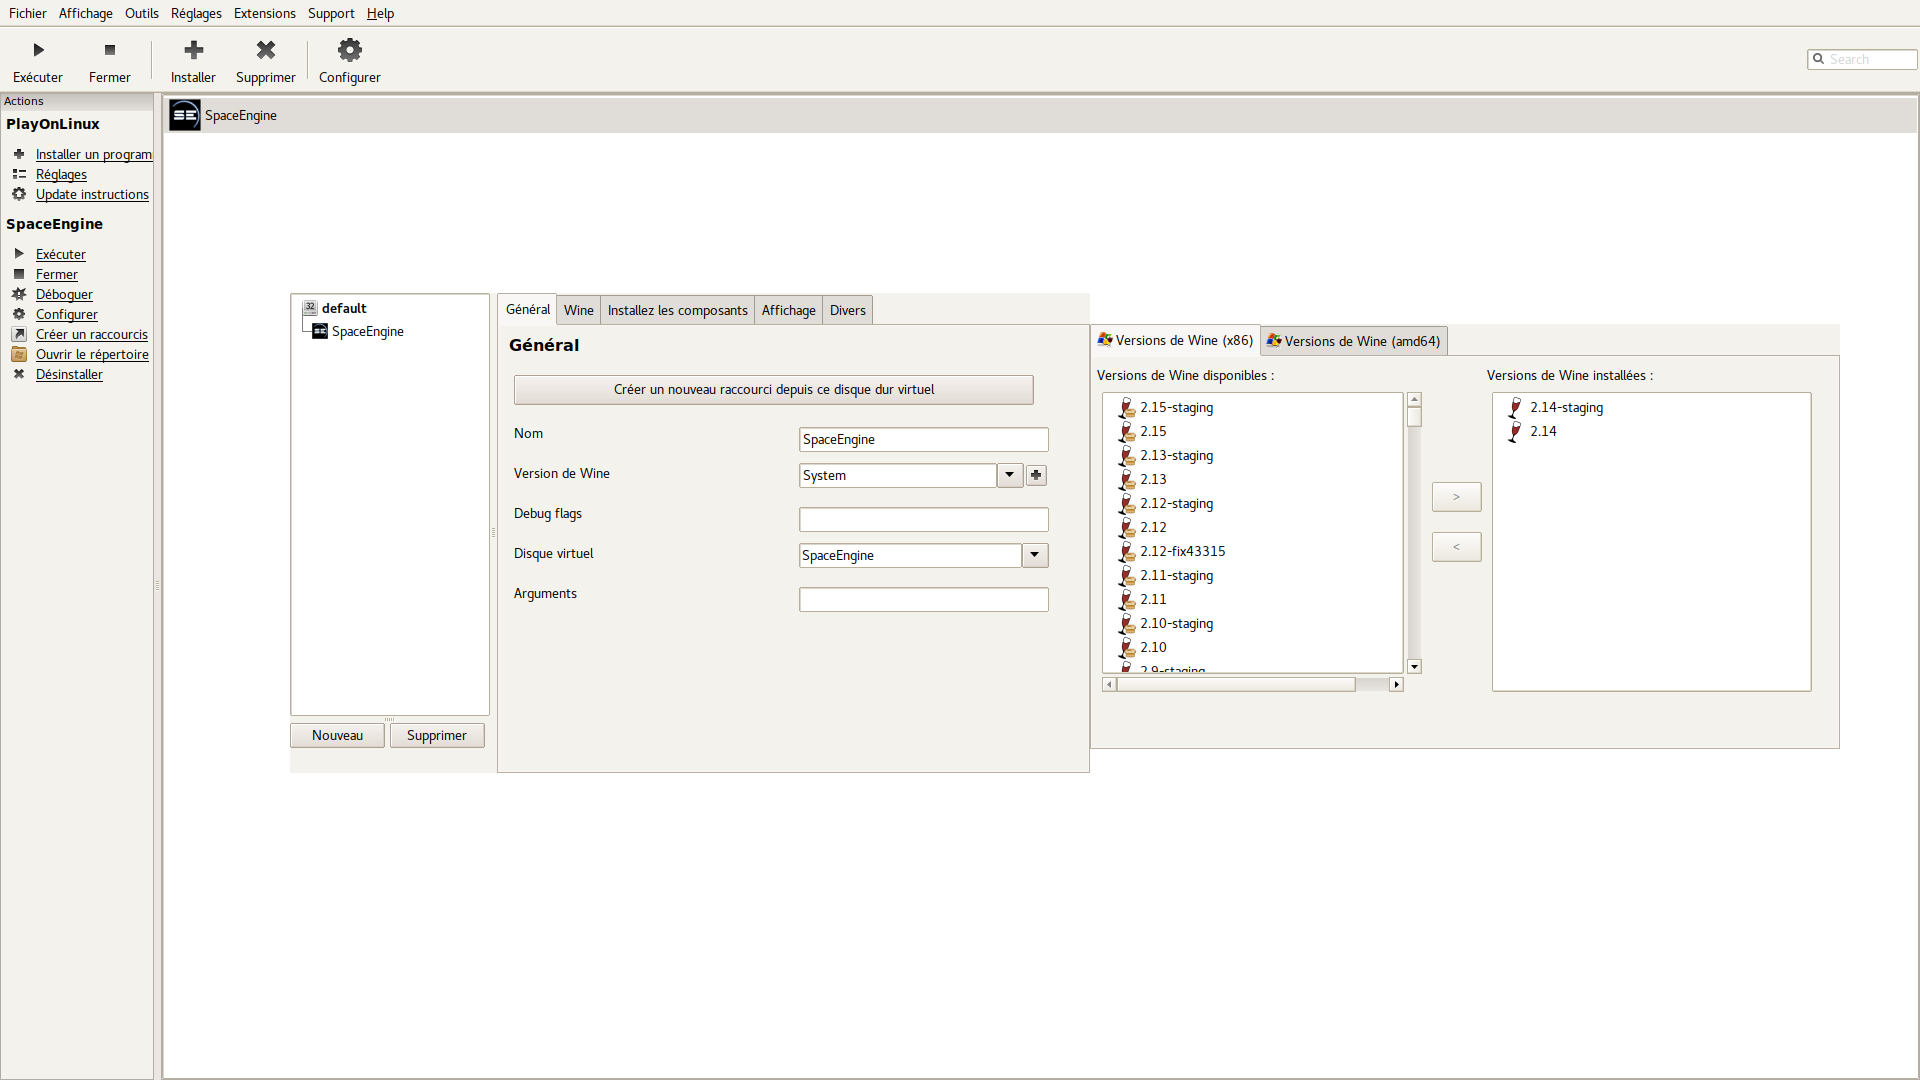 Fichier Affichage Outils Réglages Extensions Support Help
Exécuter Fermer Installer Supprimer Configurer
Search
Actions
PlayOnLinux
Installer un program
Réglages
Update instructions
SpaceEngine
Exécuter
Fermer
Déboguer
Configurer
Créer un raccourcis
Ouvrir le répertoire
Désinstaller
SE SpaceEngine
32 default
SE SpaceEngine
Nouveau Supprimer
Général Wine Installez les composants Affichage Divers
Général
Créer un nouveau raccourci depuis ce disque dur virtuel
Nom SpaceEngine
Version de Wine System
Debug flags
Disque virtuel SpaceEngine
Arguments
Versions de Wine (x86) Versions de Wine (amd64)
Versions de Wine disponibles :
2.15-staging
2.15
2.13-staging
2.13
2.12-staging
2.12
2.12-fix43315
2.11-staging
2.11
2.10-staging
2.10
2.9-staging
>
<
Versions de Wine installées :
2.14-staging
2.14